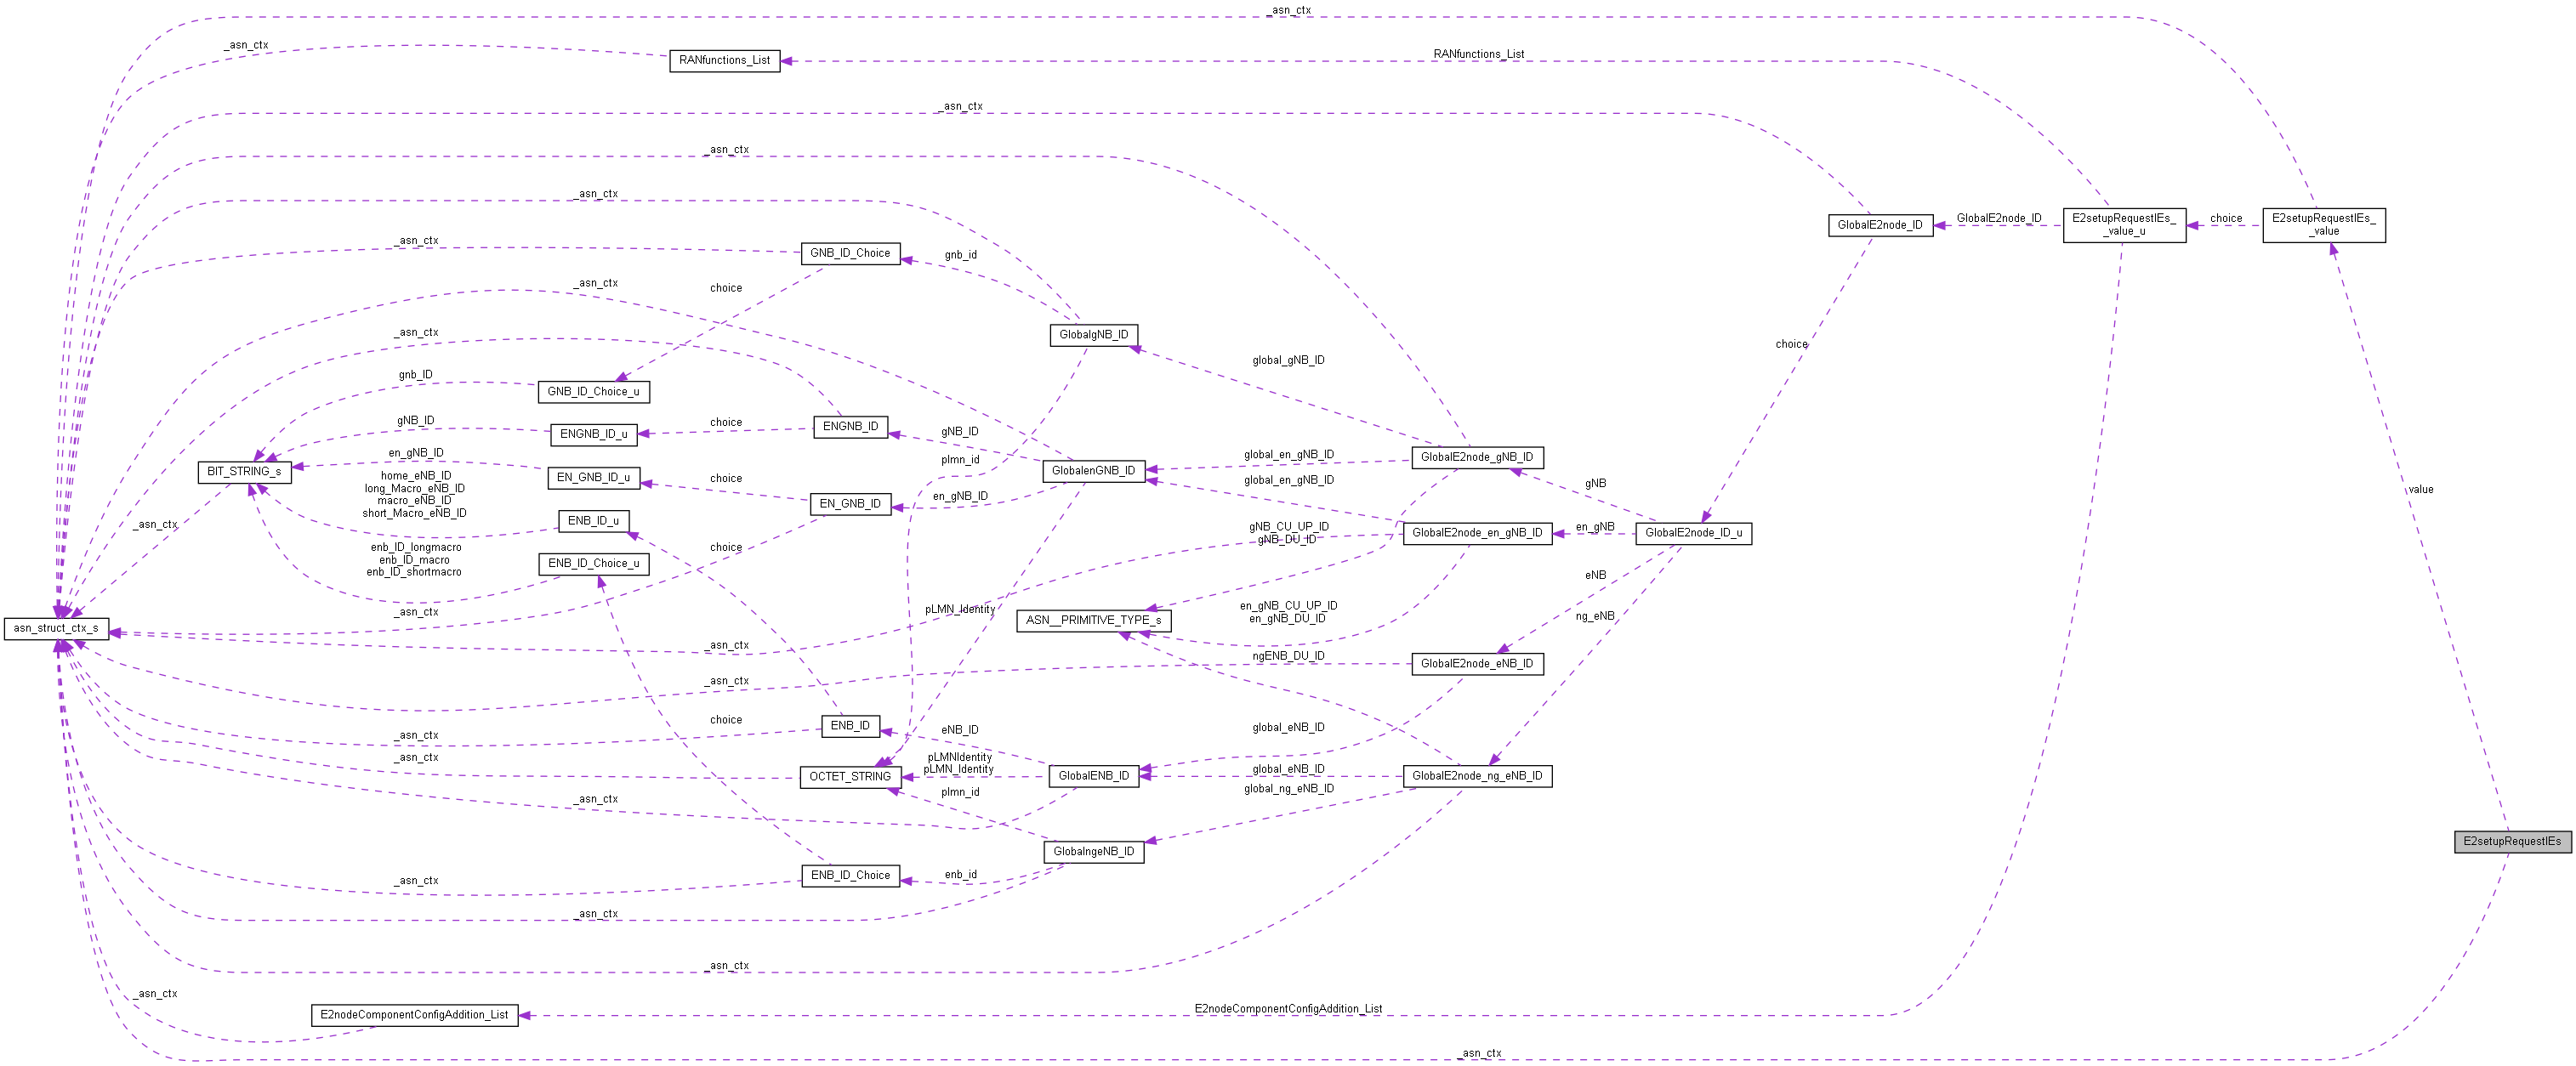 _asn_ctx
_asn_ctx
RANfunctions_List
RANfunctions_List
_asn_ctx
_asn_ctx
_asn_ctx
GlobalE2node_ID
GlobalE2node_ID
E2setupRequestIEs_
_value_u
choice
E2setupRequestIEs_
_value
_asn_ctx
GNB_ID_Choice
gnb_id
_asn_ctx
choice
_asn_ctx
GlobalgNB_ID
choice
global_gNB_ID
gnb_ID
GNB_ID_Choice_u
gNB_ID
ENGNB_ID_u
choice
ENGNB_ID
gNB_ID
BIT_STRING_s
en_gNB_ID
home_eNB_ID
long_Macro_eNB_ID
macro_eNB_ID
short_Macro_eNB_ID
EN_GNB_ID_u
choice
plmn_id
GlobalenGNB_ID
global_en_gNB_ID
GlobalE2node_gNB_ID
global_en_gNB_ID
gNB
value
EN_GNB_ID
en_gNB_ID
_asn_ctx
ENB_ID_u
gNB_CU_UP_ID
gNB_DU_ID
GlobalE2node_en_gNB_ID
en_gNB
GlobalE2node_ID_u
enb_ID_longmacro
enb_ID_macro
enb_ID_shortmacro
ENB_ID_Choice_u
choice
eNB
_asn_ctx
pLMN_Identity
ASN__PRIMITIVE_TYPE_s
en_gNB_CU_UP_ID
en_gNB_DU_ID
ng_eNB
asn_struct_ctx_s
_asn_ctx
ngENB_DU_ID
GlobalE2node_eNB_ID
_asn_ctx
choice
ENB_ID
eNB_ID
global_eNB_ID
_asn_ctx
_asn_ctx
OCTET_STRING
pLMNIdentity
pLMN_Identity
GlobalENB_ID
global_eNB_ID
GlobalE2node_ng_eNB_ID
_asn_ctx
plmn_id
global_ng_eNB_ID
GlobalngeNB_ID
E2setupRequestIEs
_asn_ctx
ENB_ID_Choice
enb_id
_asn_ctx
_asn_ctx
_asn_ctx
E2nodeComponentConfigAddition_List
E2nodeComponentConfigAddition_List
_asn_ctx